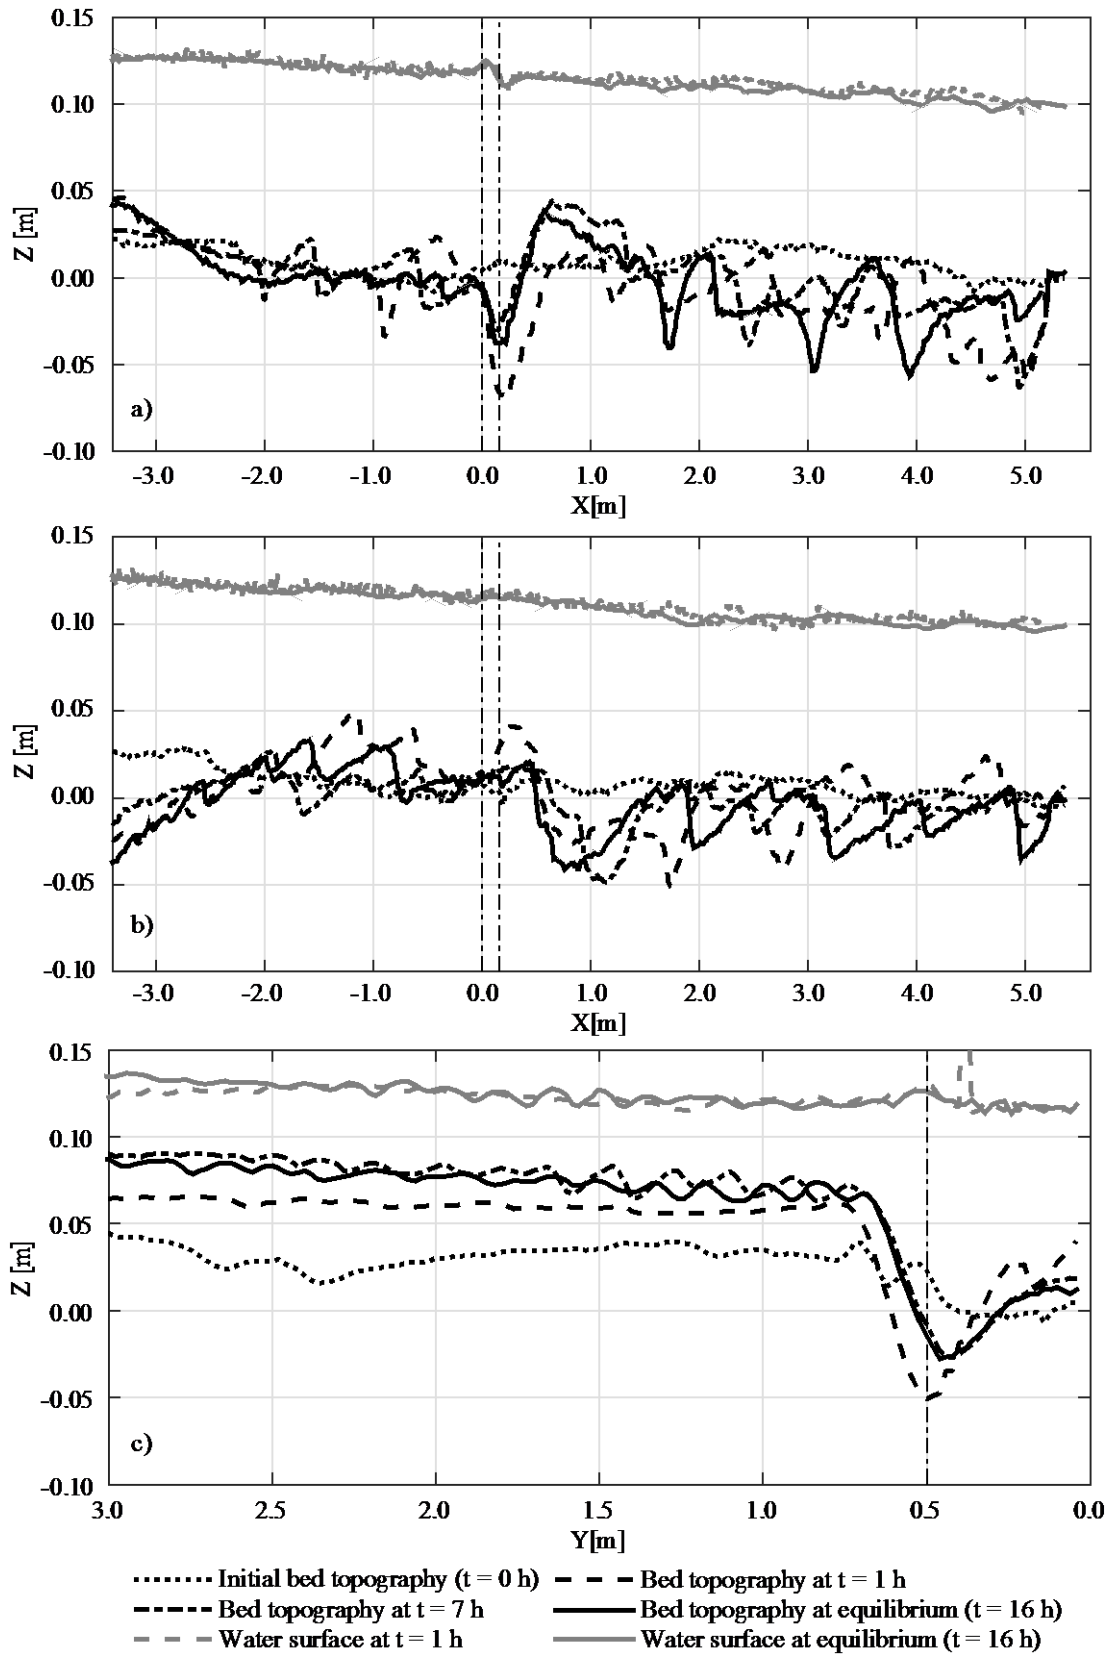 0.15
0.10
0.05
0.00
-0.05
-0.10
Z [m]
a)
-3.0 -2.0 -1.0 0.0 1.0 2.0 3.0 4.0 5.0
X[m]
0.15
0.10
0.05
0.00
-0.05
-0.10
Z [m]
b)
-3.0 -2.0 -1.0 0.0 1.0 2.0 3.0 4.0 5.0
X[m]
0.15
0.10
0.05
0.00
-0.05
-0.10
Z [m]
c)
3.0 2.5 2.0 1.5 1.0 0.5 0.0
Y[m]
Initial bed topography (t = 0 h) Bed topography at t = 1 h
Bed topography at t = 7 h Bed topography at equilibrium (t = 16 h)
Water surface at t = 1 h Water surface at equilibrium (t = 16 h)